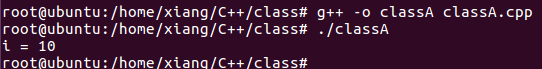 root@ubuntu:/home/xiang/C++/class# g++ -o classA classA.cpp
root@ubuntu:/home/xiang/C++/class# ./classA
i = 10
root@ubuntu:/home/xiang/C++/class#